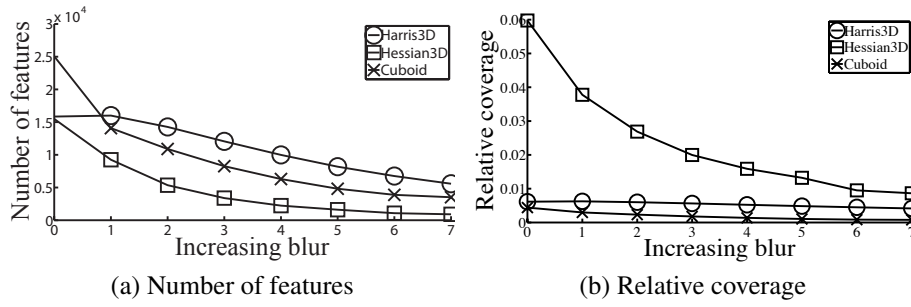 x 10⁴
3
2.5
2
1.5
1
0.5
0
0 1 2 3 4 5 6 7
Number of features
Increasing blur
Harris3D
Hessian3D
Cuboid
(a) Number of features
0.06
0.05
0.04
0.03
0.02
0.01
0
0 1 2 3 4 5 6 7
Relative coverage
Increasing blur
Harris3D
Hessian3D
Cuboid
(b) Relative coverage